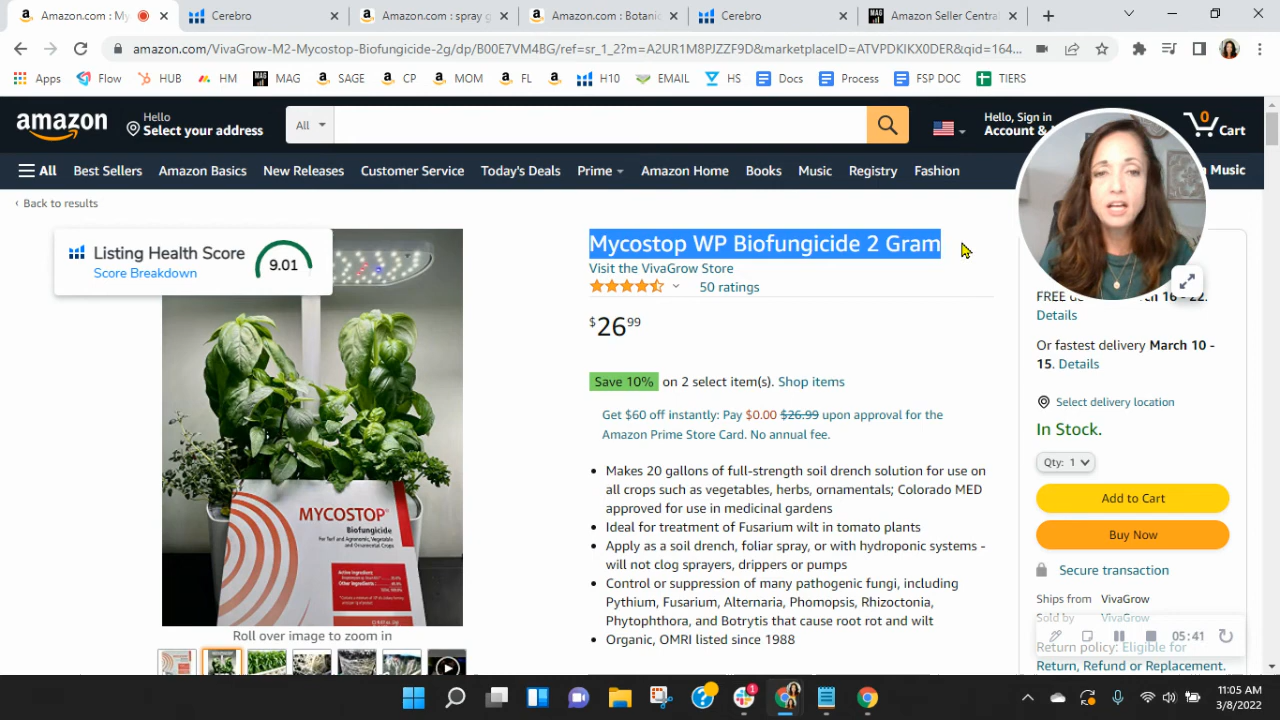 Amazon.com: My
Cerebro
Amazon.com: spray g
Amazon.com: Botanic
Cerebro
MAG
Amazon Seller Central
amazon.com/VivaGrow-M2-Mycostop-Biofungicide-2g/dp/B00E7VM4BG/ref=sr_1_2?m=A2UR1M8PJZZF9D&marketplaceID=ATVPDKIKX0DER&qid=164...
Apps
Flow
HUB
HM
MAG
MAG
SAGE
CP
MOM
FL
H10
EMAIL
HS
Docs
Process
FSP DOC
TIERS
amazon
Hello
Select your address
All
Hello, Sign in
Account &
0
Cart
All
Best Sellers
Amazon Basics
New Releases
Customer Service
Today's Deals
Prime
Amazon Home
Books
Music
Registry
Fashion
Music
‹ Back to results
Listing Health Score
Score Breakdown
9.01
MYCOSTOP®
Biofungicide
For Turf and Agronomic, Vegetable
and Ornamental Crops
Roll over image to zoom in
Mycostop WP Biofungicide 2 Gram
Visit the VivaGrow Store
50 ratings
$26.99
Save 10% on 2 select item(s). Shop items
Get $60 off instantly: Pay $0.00 $26.99 upon approval for the
Amazon Prime Store Card. No annual fee.
• Makes 20 gallons of full-strength soil drench solution for use on
all crops such as vegetables, herbs, ornamentals; Colorado MED
approved for use in medicinal gardens
• Ideal for treatment of Fusarium wilt in tomato plants
• Apply as a soil drench, foliar spray, or with hydroponic systems -
will not clog sprayers, drippers or pumps
• Control or suppression of many pathogenic fungi, including
Pythium, Fusarium, Alternaria, Phomopsis, Rhizoctonia,
Phytophthora, and Botrytis that cause root rot and wilt
• Organic, OMRI listed since 1988
Details
Or fastest delivery March 10 -
15. Details
Select delivery location
In Stock.
Qty: 1
Add to Cart
Buy Now
Secure transaction
Ships from VivaGrow
Sold by VivaGrow
05:41
Return policy: Eligible for
Return, Refund or Replacement.
1
11:05 AM
3/8/2022